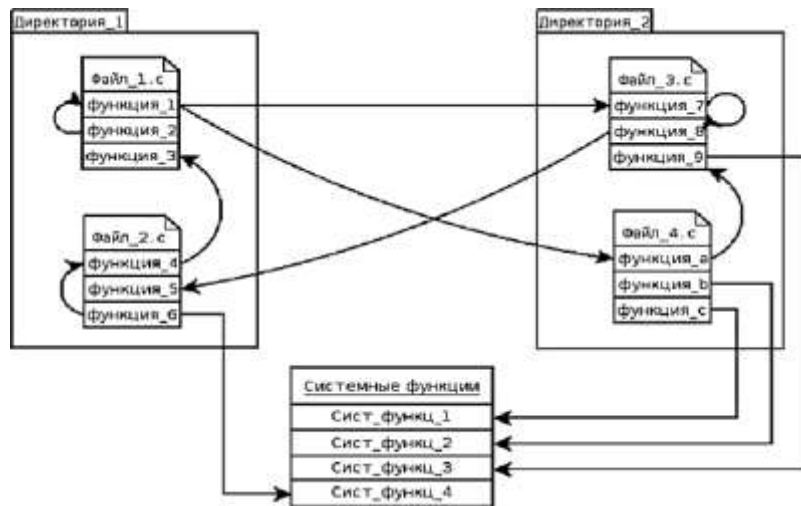 Директория_1
Файл_1.c
функция_1
функция_2
функция_3
Файл_2.c
функция_4
функция_5
функция_6
Директория_2
Файл_3.c
функция_7
функция_8
функция_9
Файл_4.c
функция_a
функция_b
функция_c
Системные функции
Сист_функц_1
Сист_функц_2
Сист_функц_3
Сист_функц_4